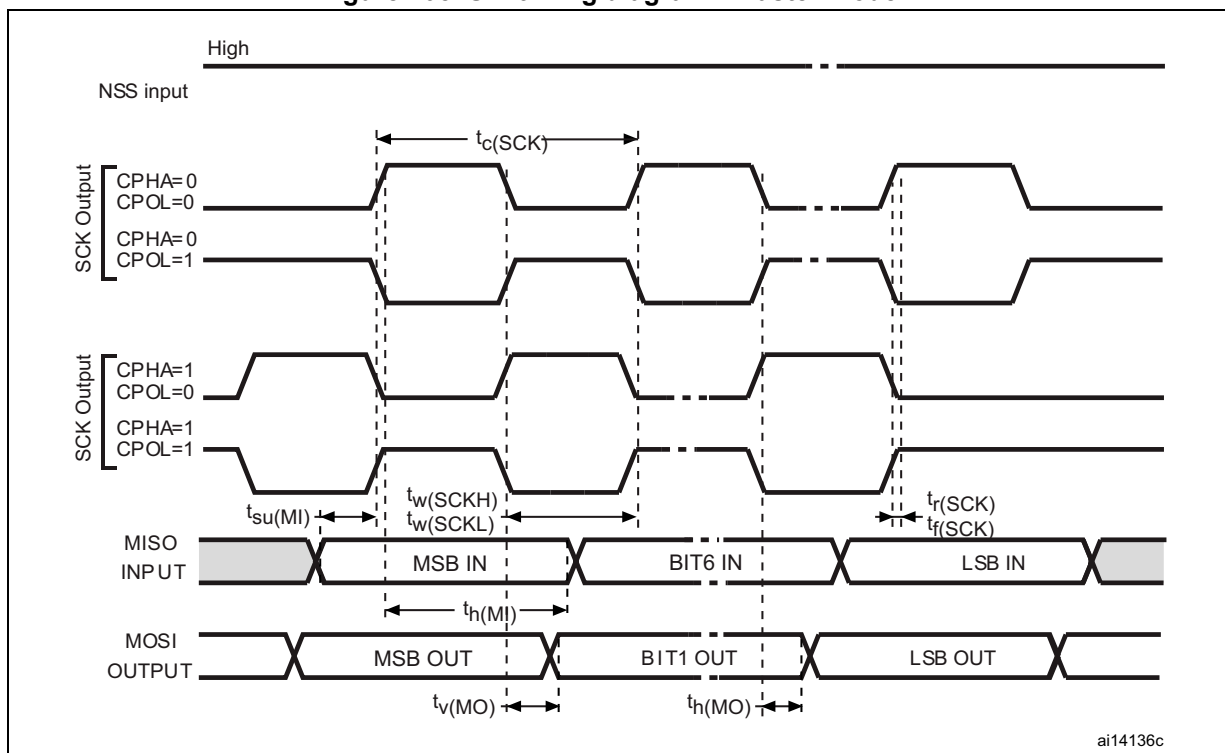 High
NSS input
tc(SCK)
SCK Output
CPHA=0
CPOL=0
CPHA=0
CPOL=1
SCK Output
CPHA=1
CPOL=0
CPHA=1
CPOL=1
tsu(MI)
tw(SCKH)
tw(SCKL)
tr(SCK)
tf(SCK)
MISO
INPUT
MSB IN
BIT6 IN
LSB IN
th(MI)
MOSI
OUTPUT
MSB OUT
BIT1 OUT
LSB OUT
tv(MO)
th(MO)
ai14136c